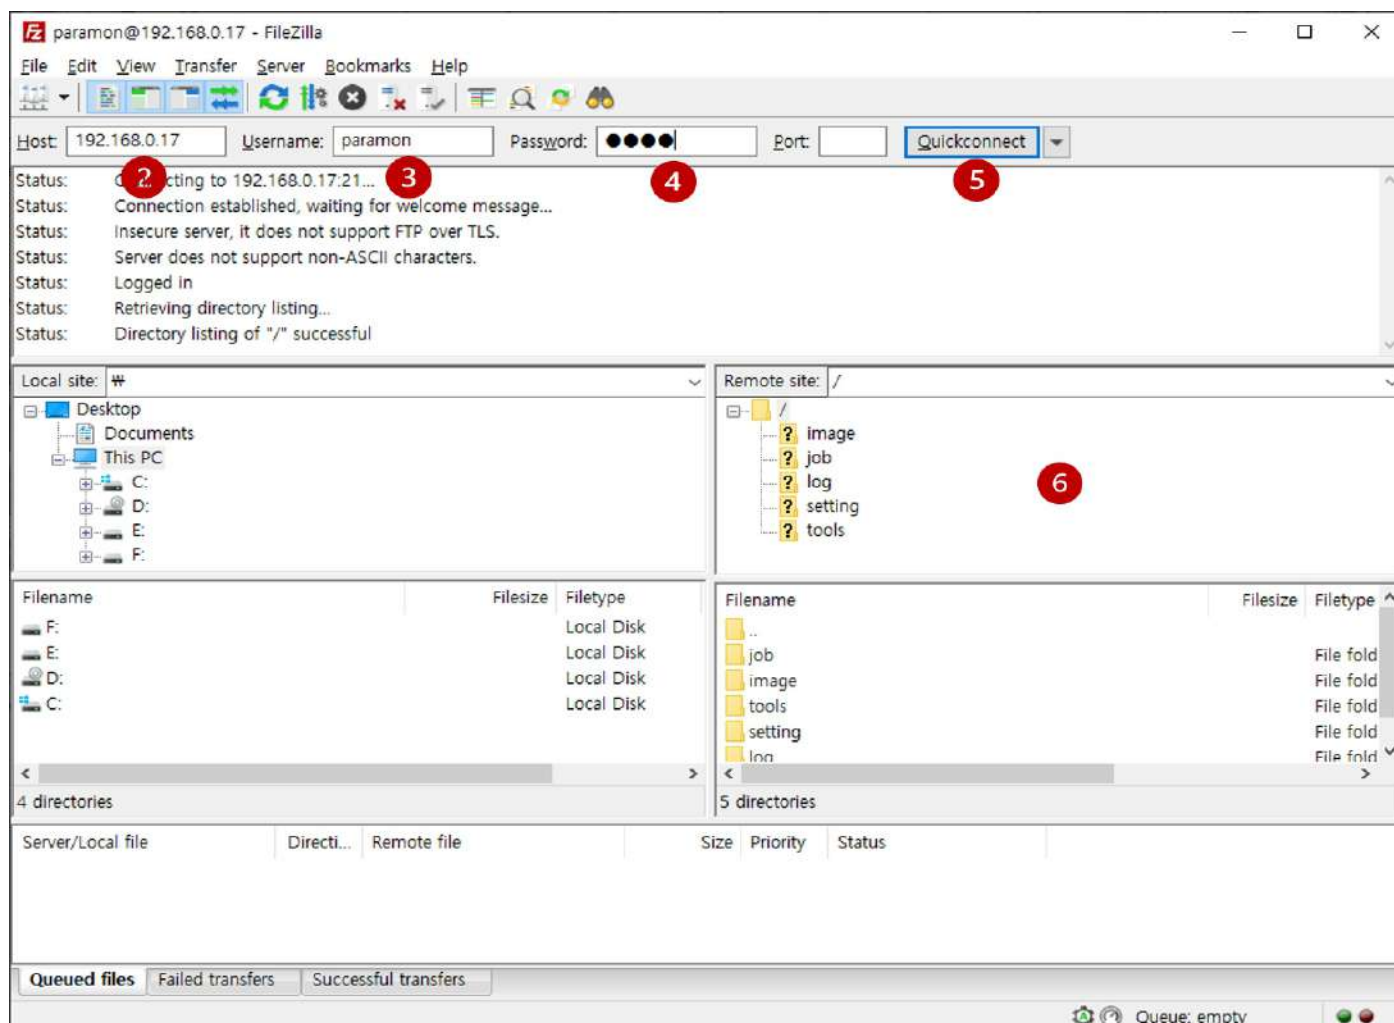 paramon@192.168.0.17 - FileZilla
File Edit View Transfer Server Bookmarks Help
Host: 192.168.0.17 Username: paramon Password: ●●●● Port: Quickconnect
2 3 4 5
Status: cting to 192.168.0.17:21...
Status: Connection established, waiting for welcome message...
Status: Insecure server, it does not support FTP over TLS.
Status: Server does not support non-ASCII characters.
Status: Logged in
Status: Retrieving directory listing...
Status: Directory listing of "/" successful
Local site: ₩
Desktop
Documents
This PC
C:
D:
E:
F:
Remote site: /
/
? image
? job
? log
? setting
? tools
6
Filename Filesize Filetype
F: Local Disk
E: Local Disk
D: Local Disk
C: Local Disk
4 directories
Filename Filesize Filetype
..
job File fold
image File fold
tools File fold
setting File fold
log File fold
5 directories
Server/Local file Directi... Remote file Size Priority Status
Queued files Failed transfers Successful transfers
Queue: empty